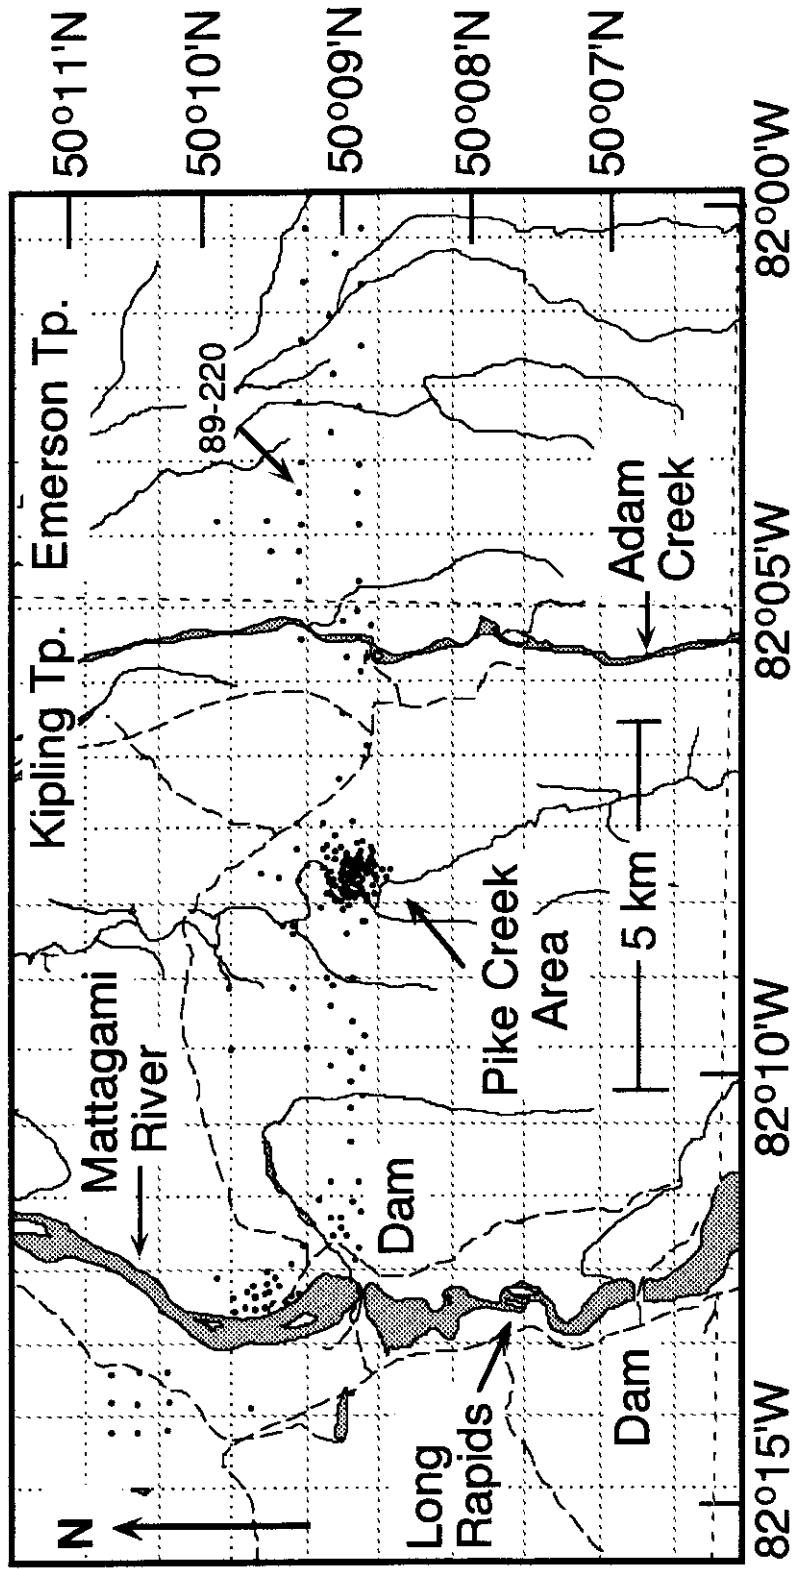 Kipling Tp.
Emerson Tp.
50°11'N
50°10'N
50°09'N
50°08'N
50°07'N
N
Mattagami
River
89-220
Dam
Pike Creek
Area
Adam
Creek
Long
Rapids
Dam
5 km
82°15'W
82°10'W
82°05'W
82°00'W